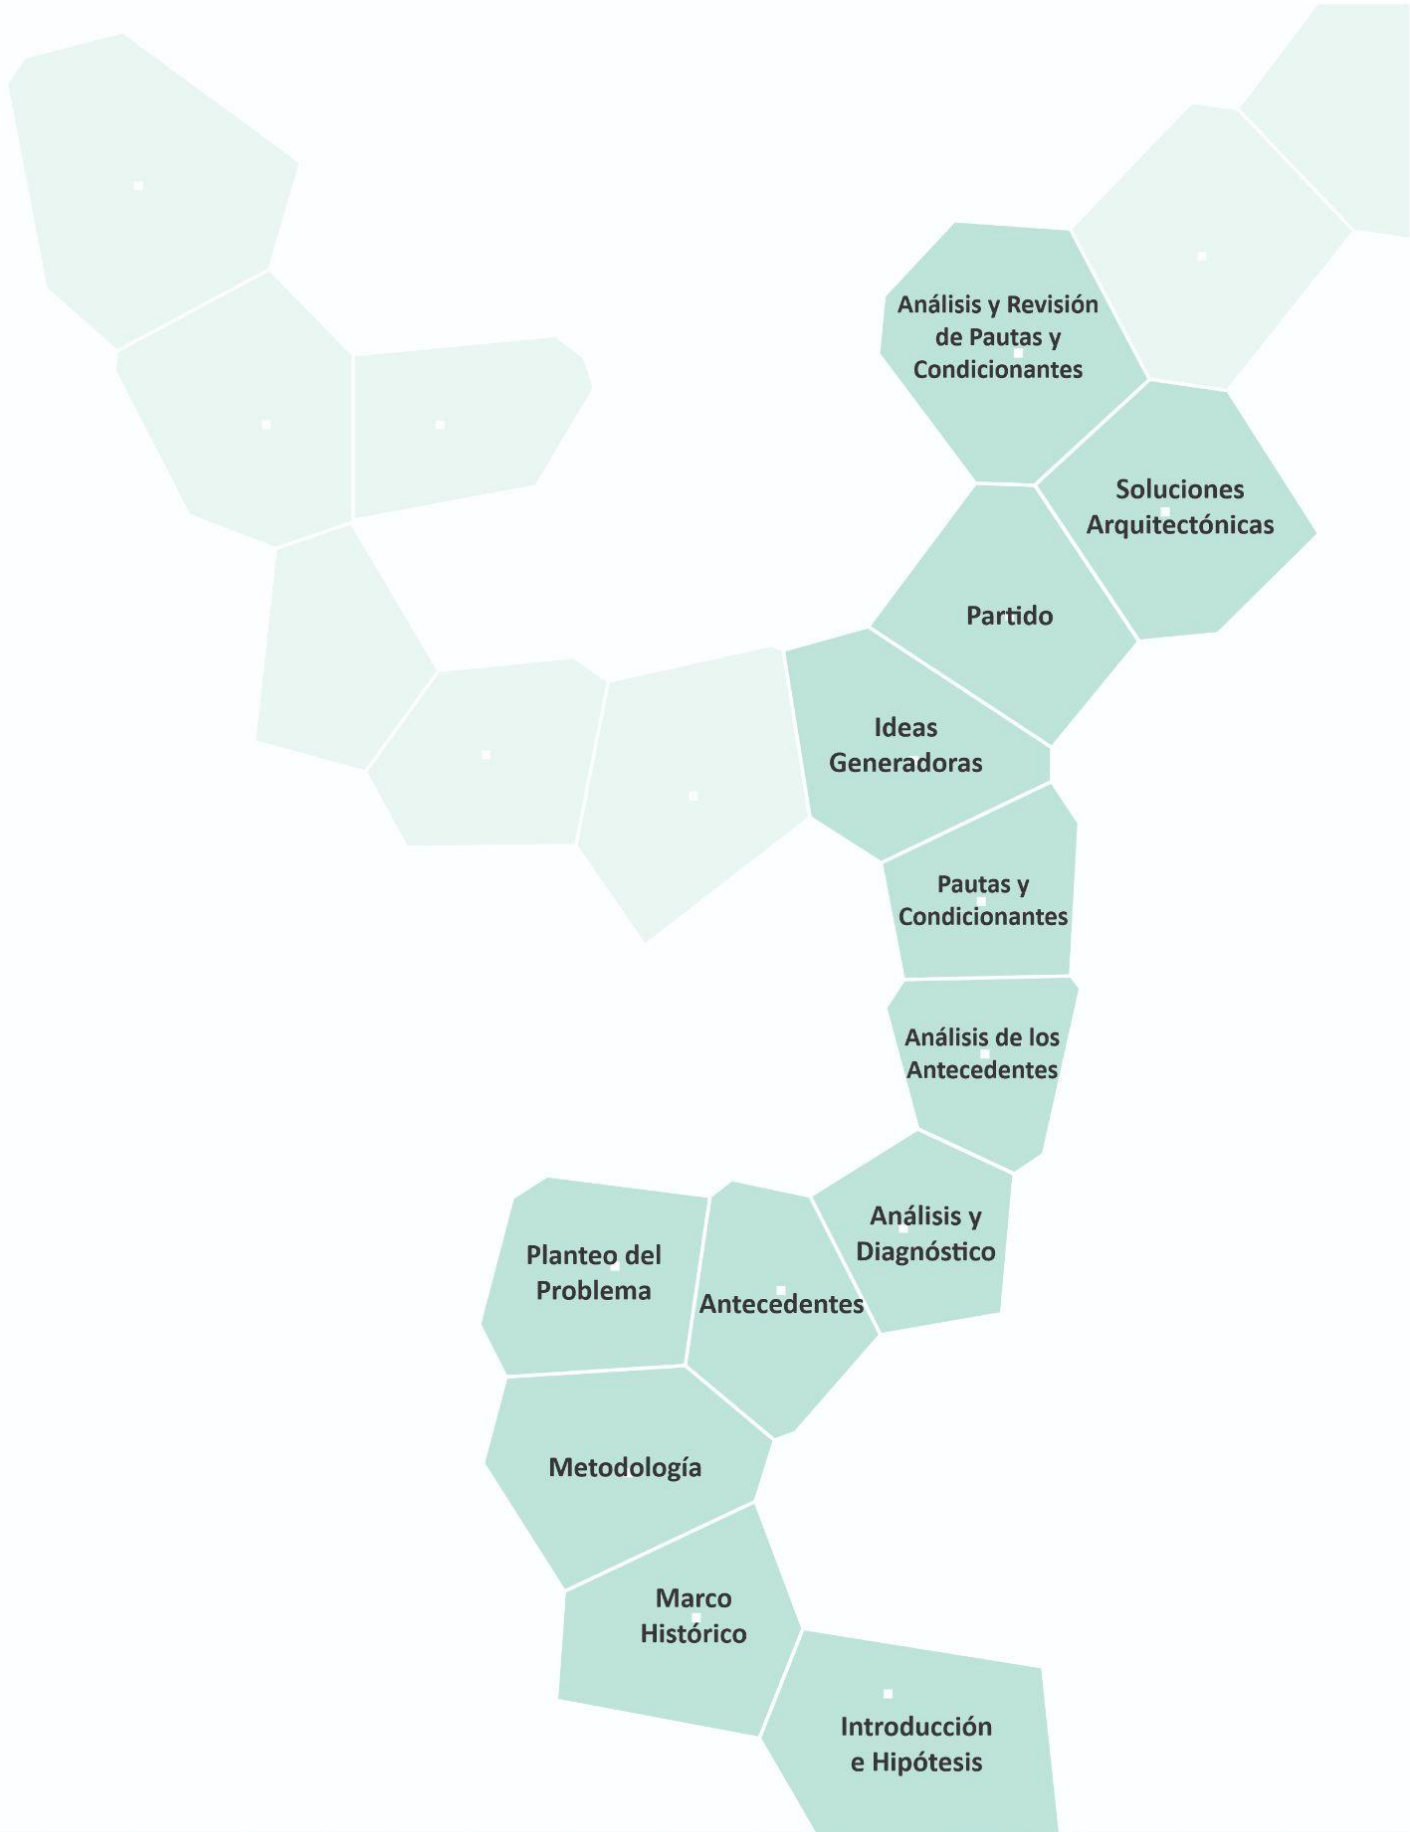 Análisis y Revisión
de Pautas y
Condicionantes
Soluciones
Arquitectónicas
Partido
Ideas
Generadoras
Pautas y
Condicionantes
Análisis de los
Antecedentes
Análisis y
Diagnóstico
Planteo del
Problema
Antecedentes
Metodología
Marco
Histórico
Introducción
e Hipótesis